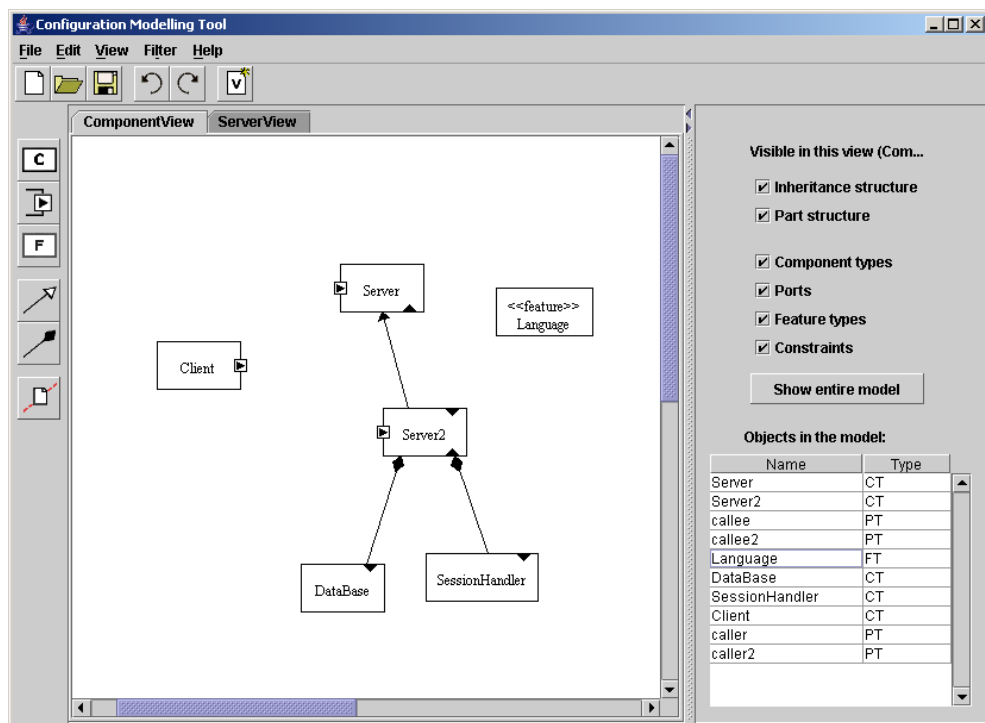 Configuration Modelling Tool
File Edit View Filter Help
V
ComponentView ServerView
C
F
Server
<<feature>>
Language
Client
Server2
DataBase
SessionHandler
Visible in this view (Com...
Inheritance structure
Part structure
Component types
Ports
Feature types
Constraints
Show entire model
Objects in the model:
Name Type
Server CT
Server2 CT
callee PT
callee2 PT
Language FT
DataBase CT
SessionHandler CT
Client CT
caller PT
caller2 PT